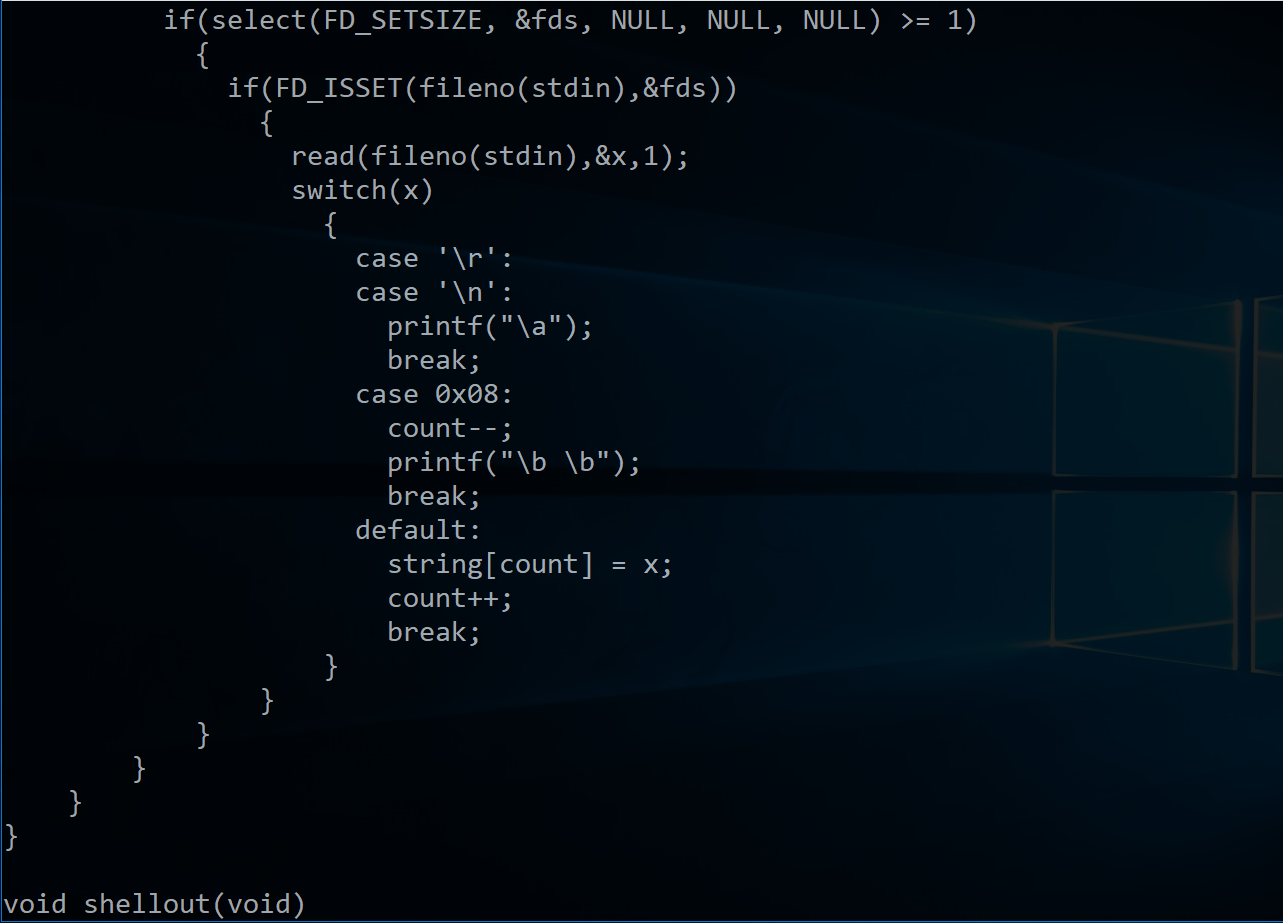 if(select(FD_SETSIZE, &fds, NULL, NULL, NULL) >= 1)
{
if(FD_ISSET(fileno(stdin),&fds))
{
read(fileno(stdin),&x,1);
switch(x)
{
case '\r':
case '\n':
printf("\a");
break;
case 0x08:
count--;
printf("\b \b");
break;
default:
string[count] = x;
count++;
break;
}
}
}
}
}
}
void shellout(void)